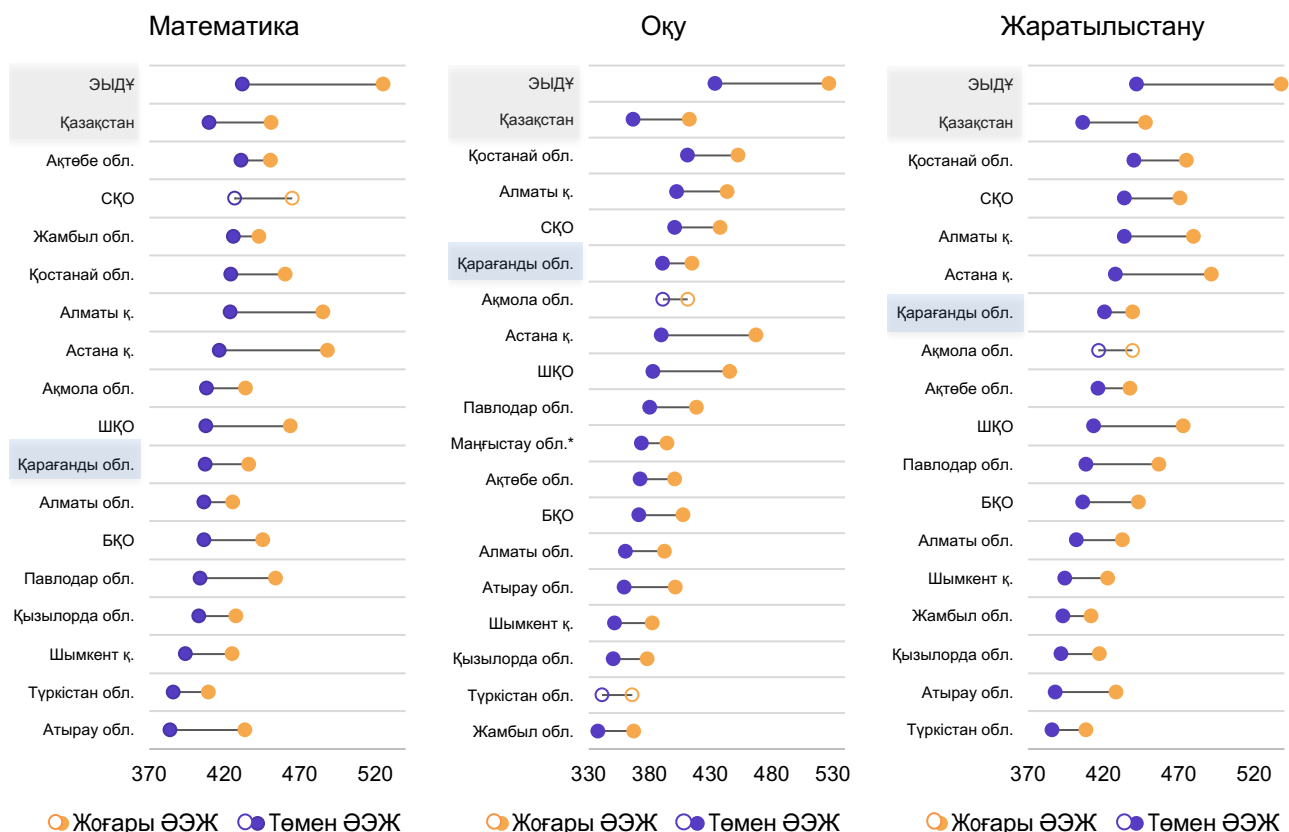 Математика
ЭЫДҰ
Қазақстан
Ақтөбе обл.
СҚО
Жамбыл обл.
Қостанай обл.
Алматы қ.
Астана қ.
Ақмола обл.
ШҚО
Қарағанды обл.
Алматы обл.
БҚО
Павлодар обл.
Қызылорда обл.
Шымкент қ.
Түркістан обл.
Атырау обл.
370 420 470 520
Жоғары ӘЭЖ Төмен ӘЭЖ
Оқу
ЭЫДҰ
Қазақстан
Қостанай обл.
Алматы қ.
СҚО
Қарағанды обл.
Ақмола обл.
Астана қ.
ШҚО
Павлодар обл.
Маңғыстау обл.*
Ақтөбе обл.
БҚО
Алматы обл.
Атырау обл.
Шымкент қ.
Қызылорда обл.
Түркістан обл.
Жамбыл обл.
330 380 430 480 530
Жоғары ӘЭЖ Төмен ӘЭЖ
Жаратылыстану
ЭЫДҰ
Қазақстан
Қостанай обл.
СҚО
Алматы қ.
Астана қ.
Қарағанды обл.
Ақмола обл.
Ақтөбе обл.
ШҚО
Павлодар обл.
БҚО
Алматы обл.
Шымкент қ.
Жамбыл обл.
Қызылорда обл.
Атырау обл.
Түркістан обл.
370 420 470 520
Жоғары ӘЭЖ Төмен ӘЭЖ